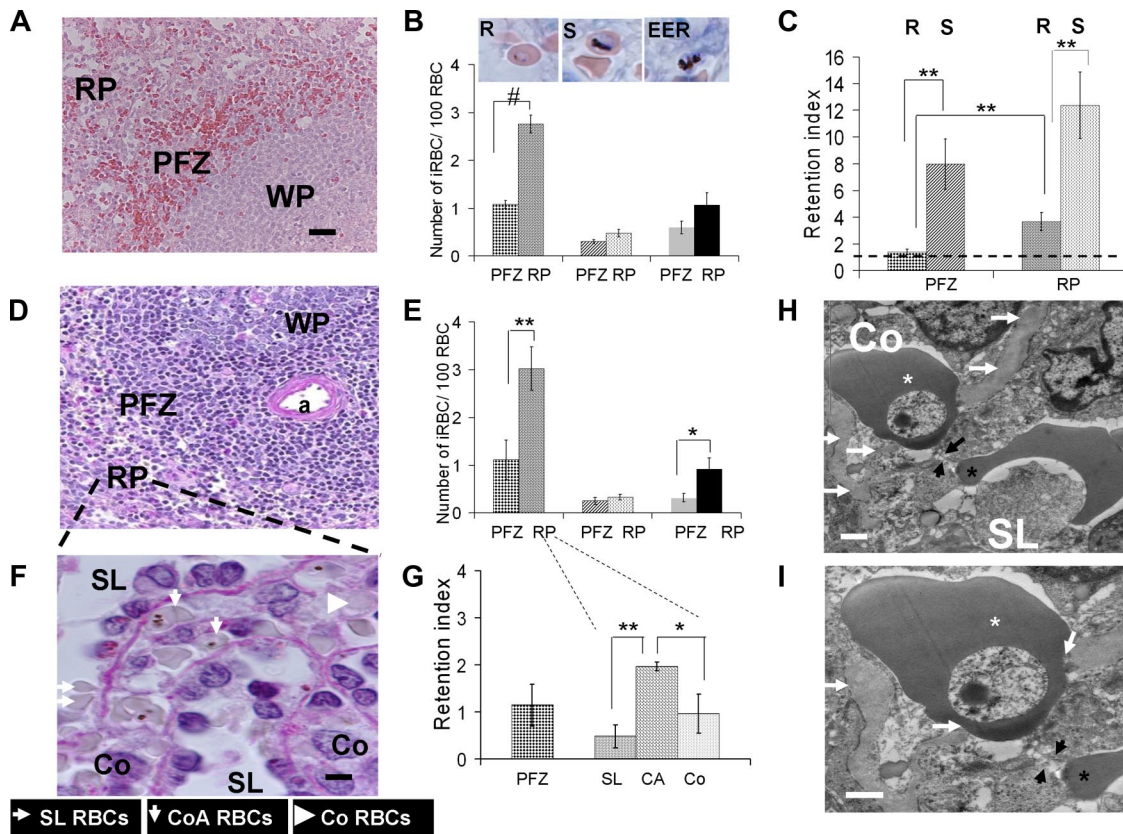 A
RP
PFZ
WP
B
R
S
EER
Number of iRBC/ 100 RBC
4
3
2
1
0
#
PFZ RP
PFZ RP
PFZ RP
C
R S
R S
Retention index
16
14
12
10
8
6
4
2
0
**
**
**
PFZ
RP
D
WP
PFZ
a
RP
E
Number of iRBC/ 100 RBC
4
3
2
1
0
**
*
PFZ RP
PFZ RP
PFZ RP
F
SL
Co
Co
SL
SL RBCs
CoA RBCs
Co RBCs
G
Retention index
4
3
2
1
0
**
*
PFZ
SL
CA
Co
H
Co
*
*
SL
I
*
*